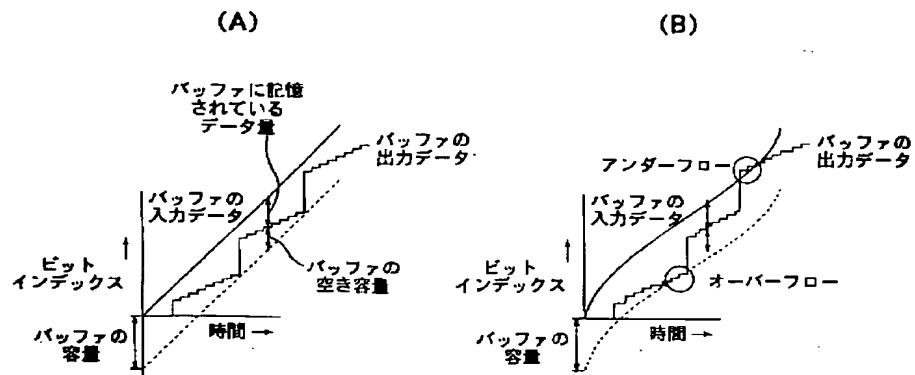 (A)
バッファに記憶
されている
データ量
バッファの
出力データ
バッファの
入力データ
ビット
インデックス
バッファの
空き容量
時間
バッファの
容量
(B)
アンダーフロー
バッファの
出力データ
バッファの
入力データ
ビット
インデックス
オーバーフロー
時間
バッファの
容量